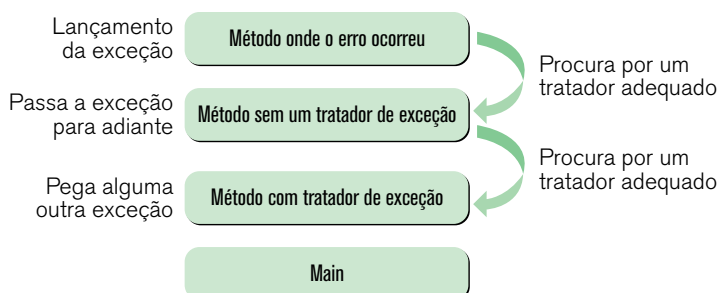 Lançamento
da exceção
Método onde o erro ocorreu
Procura por um
tratador adequado
Passa a exceção
para adiante
Método sem um tratador de exceção
Procura por um
tratador adequado
Pega alguma
outra exceção
Método com tratador de exceção
Main